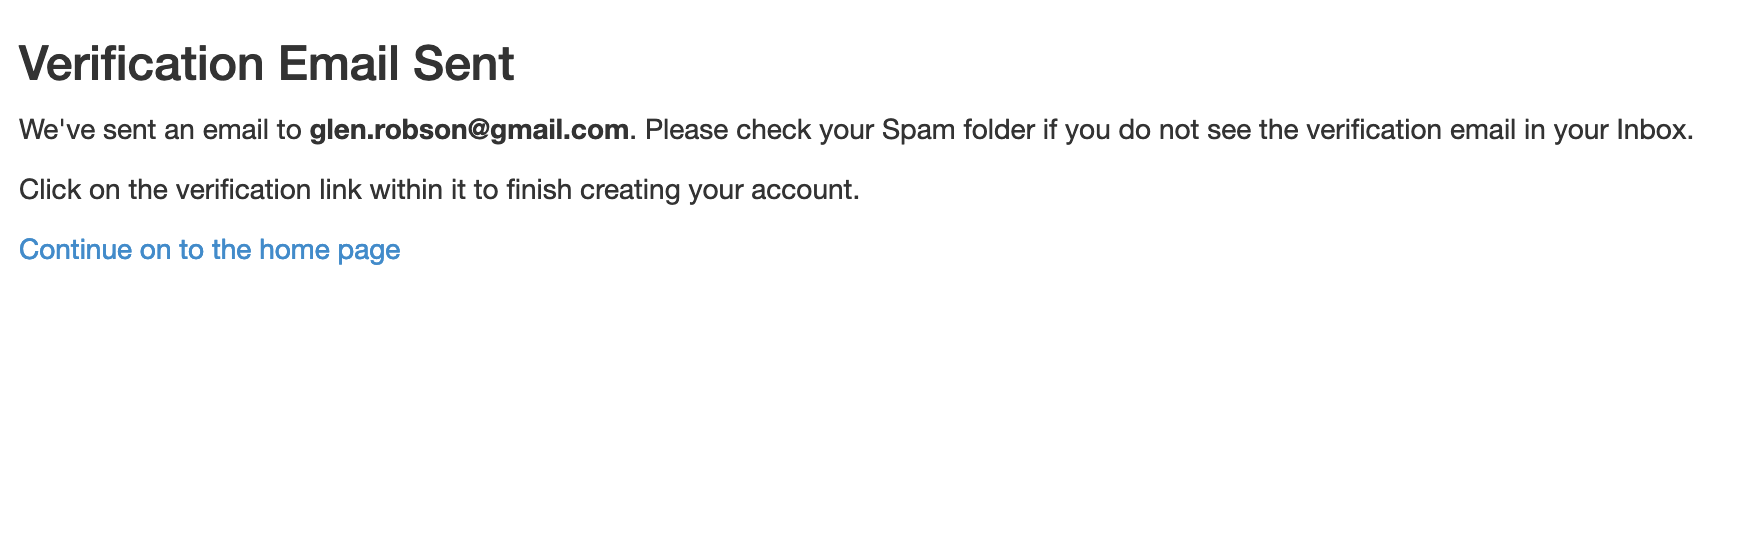 Verification Email Sent
We've sent an email to glen.robson@gmail.com. Please check your Spam folder if you do not see the verification email in your Inbox.
Click on the verification link within it to finish creating your account.
Continue on to the home page